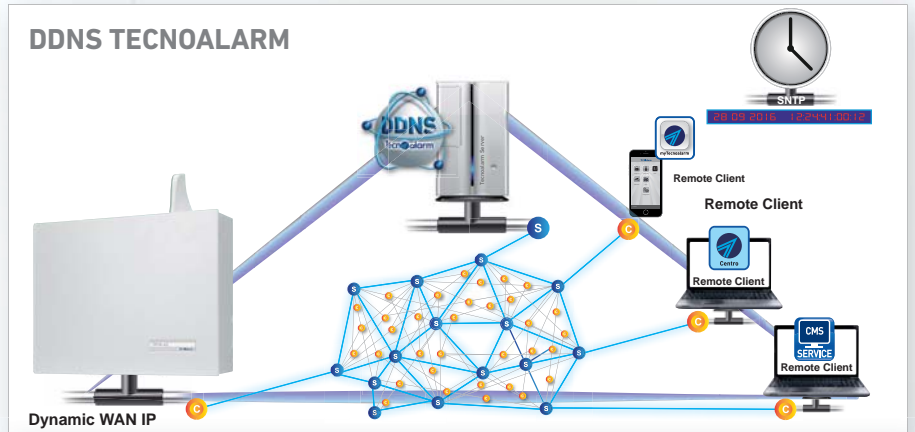 DDNS TECNOALARM
SNTP
28 09 2016 12:24:41:00:12
DDNS
Tecnoalarm
Tecnoalarm Server
myTecnoalarm
Remote Client
Remote Client
S
C
Centro
Remote Client
S
S
S
S
C
S
S
CMS
SERVICE
Remote Client
S
S
S
S
S
S
S
S
S
C
C
Dynamic WAN IP